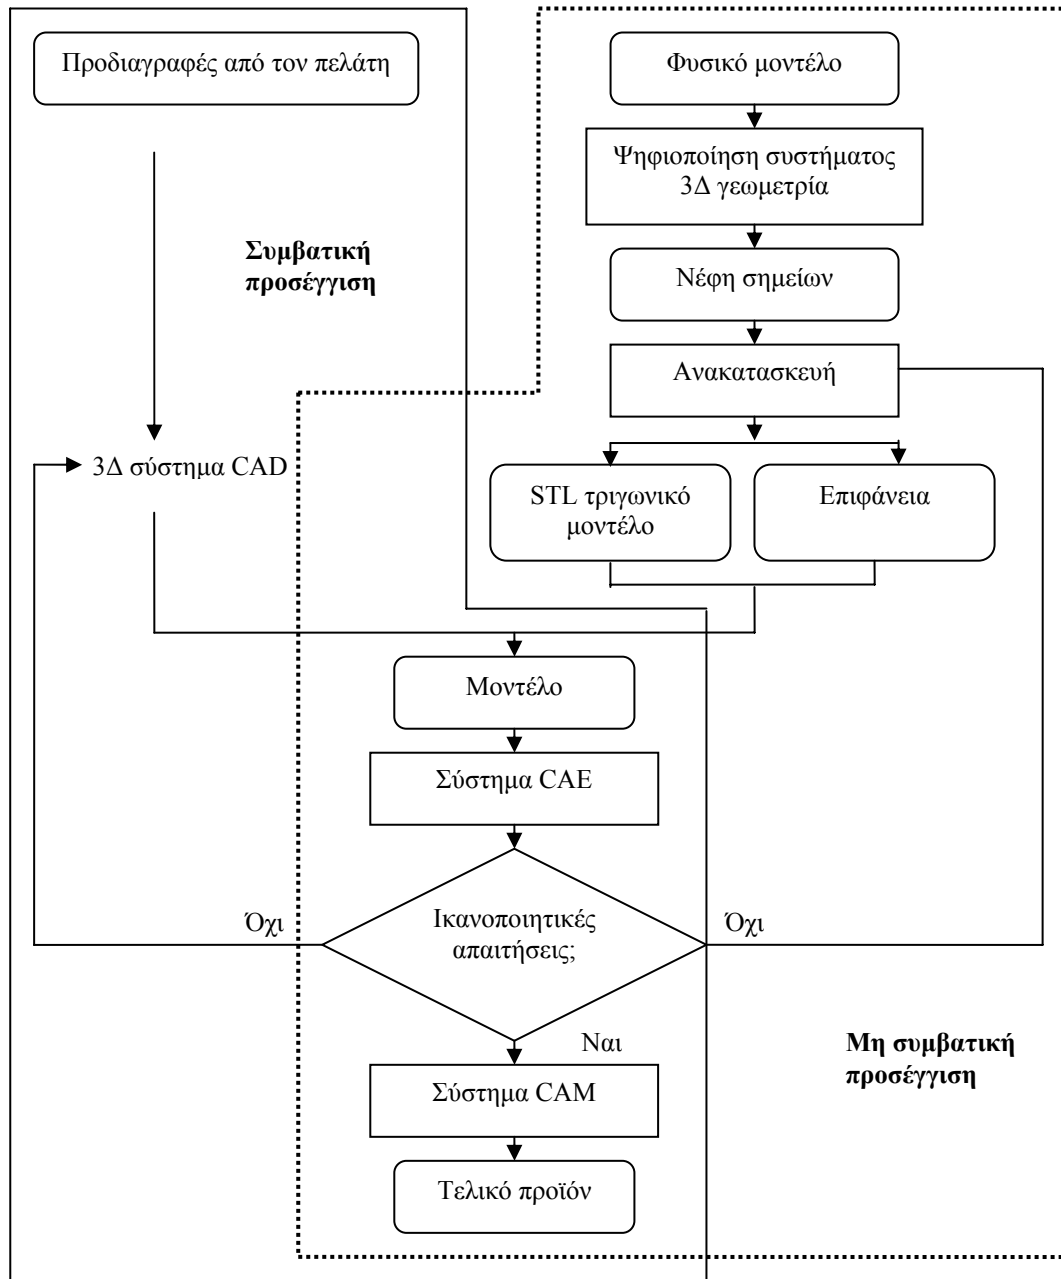 Προδιαγραφές από τον πελάτη
Φυσικό μοντέλο
Ψηφιοποίηση συστήματος
3Δ γεωμετρία
Συμβατική
προσέγγιση
Νέφη σημείων
Ανακατασκευή
3Δ σύστημα CAD
STL τριγωνικό
μοντέλο
Επιφάνεια
Μοντέλο
Σύστημα CAE
Όχι
Ικανοποιητικές
απαιτήσεις;
Όχι
Ναι
Μη συμβατική
προσέγγιση
Σύστημα CAM
Τελικό προϊόν